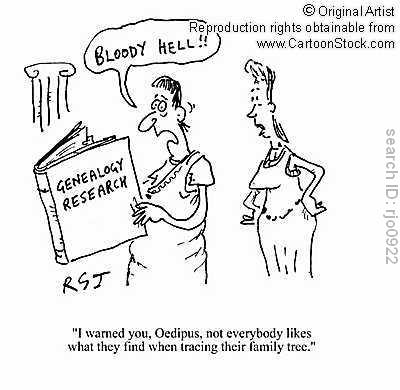 © Original Artist
Reproduction rights obtainable from
www.CartoonStock.com
BLOODY HELL!!
GENEALOGY
RESEARCH
RSJ
search ID: rjo0922
"I warned you, Oedipus, not everybody likes
what they find when tracing their family tree."